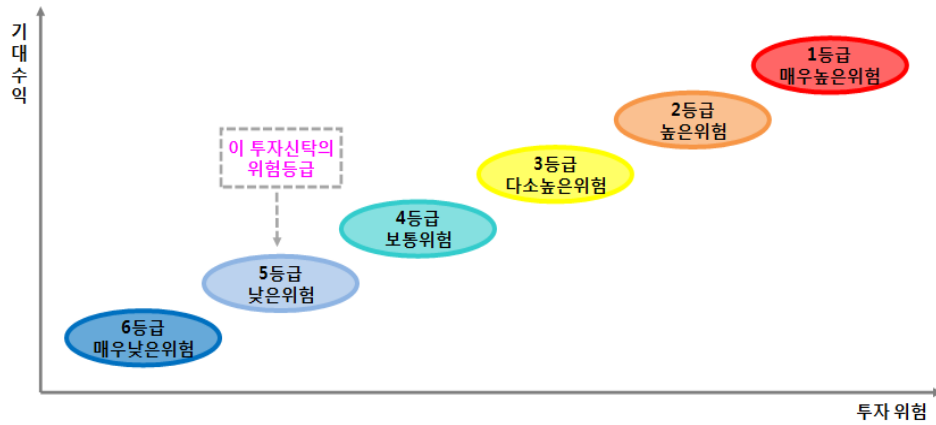 기대수익
1등급
매우높은위험
2등급
높은위험
이 투자신탁의
위험등급
3등급
다소높은위험
4등급
보통위험
5등급
낮은위험
6등급
매우낮은위험
투자 위험